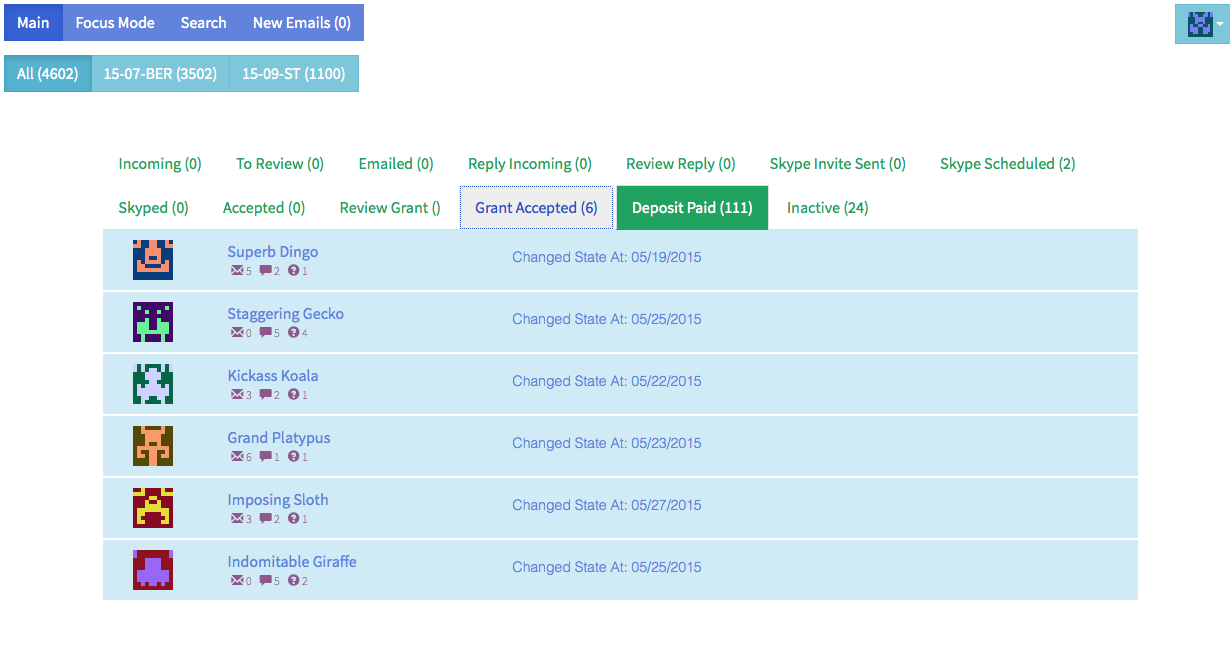 Main Focus Mode Search New Emails (0)
All (4602) 15-07-BER (3502) 15-09-ST (1100)
Incoming (0) To Review (0) Emailed (0) Reply Incoming (0) Review Reply (0) Skype Invite Sent (0) Skype Scheduled (2)
Skyped (0) Accepted (0) Review Grant () Grant Accepted (6) Deposit Paid (111) Inactive (24)
Superb Dingo Changed State At: 05/19/2015
5 2 1
Staggering Gecko Changed State At: 05/25/2015
0 5 4
Kickass Koala Changed State At: 05/22/2015
3 2 1
Grand Platypus Changed State At: 05/23/2015
6 1 1
Imposing Sloth Changed State At: 05/27/2015
3 2 1
Indomitable Giraffe Changed State At: 05/25/2015
0 5 2